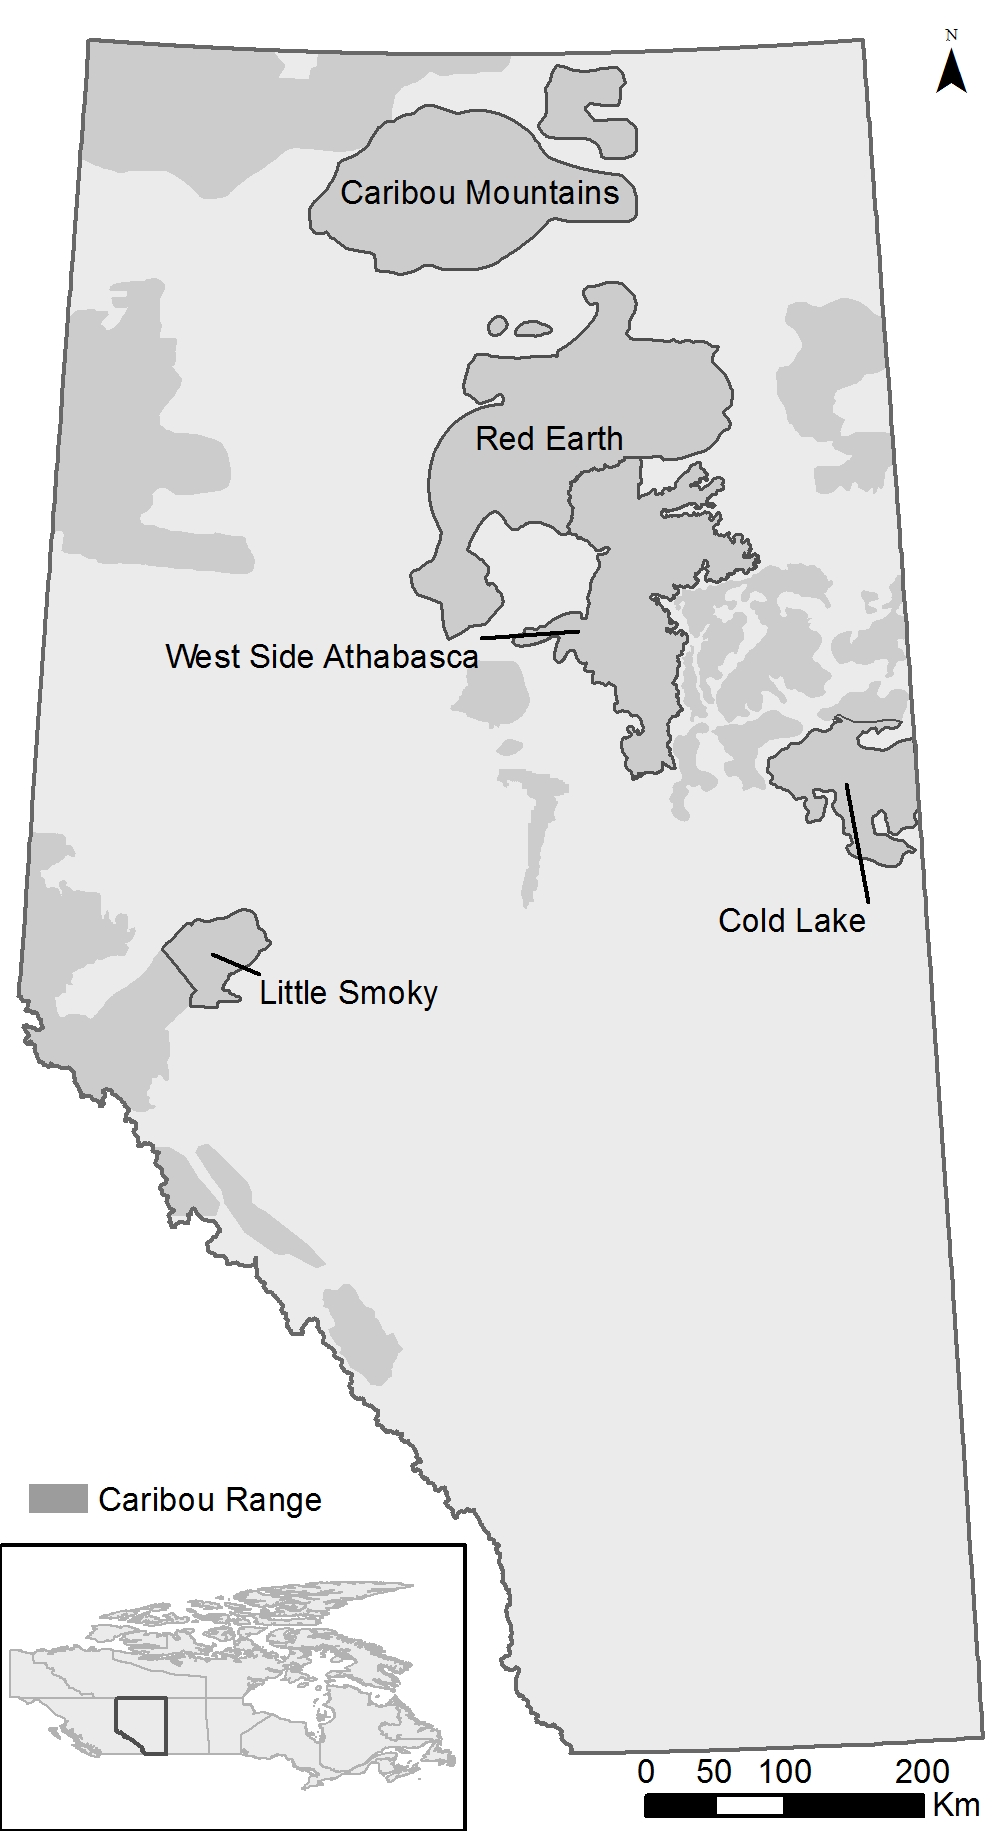 N
Caribou Mountains
Red Earth
West Side Athabasca
Cold Lake
Little Smoky
Caribou Range
0 50 100 200
Km